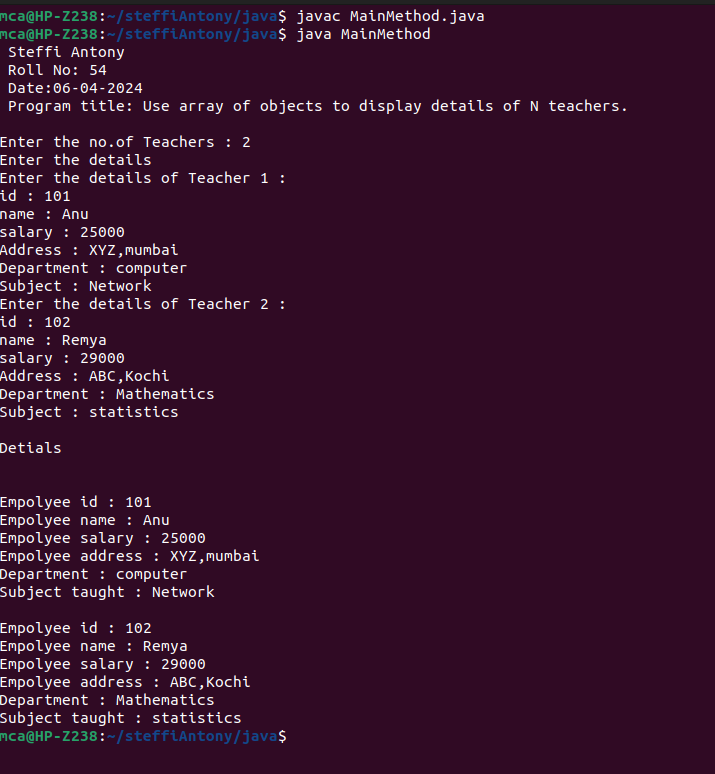 mca@HP-Z238:~/steffiAntony/java$ javac MainMethod.java
mca@HP-Z238:~/steffiAntony/java$ java MainMethod
Steffi Antony
Roll No: 54
Date:06-04-2024
Program title: Use array of objects to display details of N teachers.
Enter the no.of Teachers : 2
Enter the details
Enter the details of Teacher 1 :
id : 101
name : Anu
salary : 25000
Address : XYZ,mumbai
Department : computer
Subject : Network
Enter the details of Teacher 2 :
id : 102
name : Remya
salary : 29000
Address : ABC,Kochi
Department : Mathematics
Subject : statistics
Detials
Empolyee id : 101
Empolyee name : Anu
Empolyee salary : 25000
Empolyee address : XYZ,mumbai
Department : computer
Subject taught : Network
Empolyee id : 102
Empolyee name : Remya
Empolyee salary : 29000
Empolyee address : ABC,Kochi
Department : Mathematics
Subject taught : statistics
mca@HP-Z238:~/steffiAntony/java$